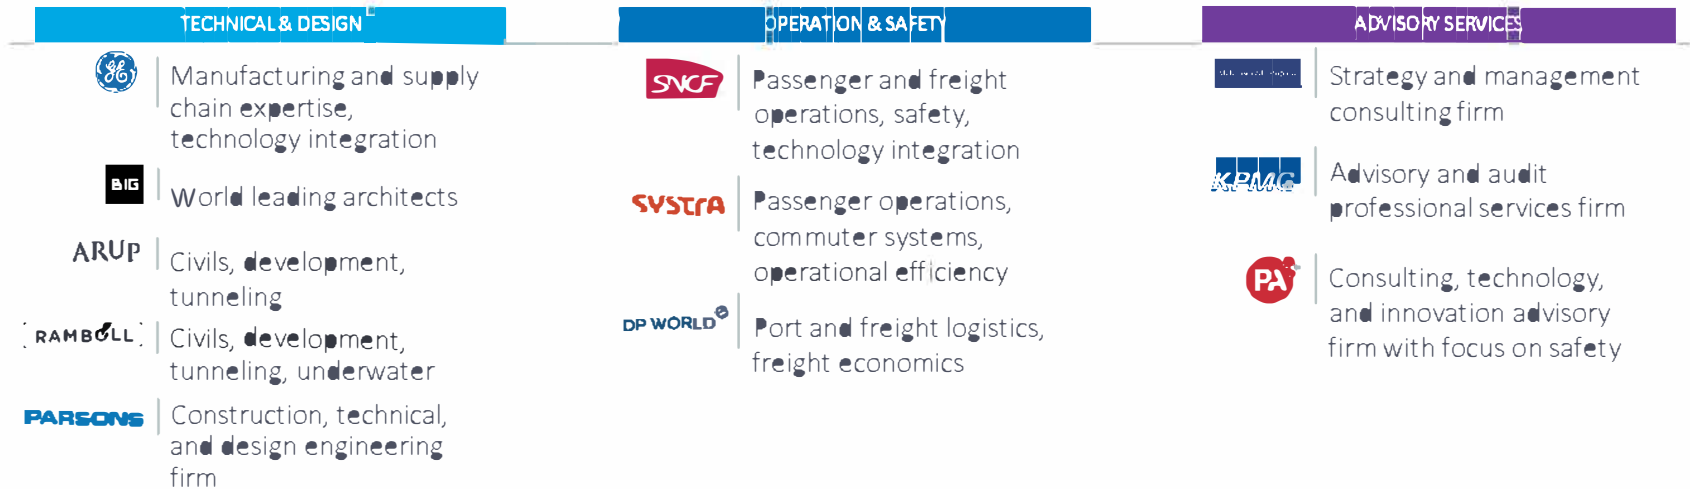 TECHNICAL & DESIGN
GE
Manufacturing and supply
chain expertise,
technology integration
BIG
World leading architects
ARUP
Civils, development,
tunneling
RAMBOLL
Civils, development,
tunneling, underwater
PARSONS
Construction, technical,
and design engineering
firm
OPERATION & SAFETY
SNCF
Passenger and freight
operations, safety,
technology integration
SYSTRA
Passenger operations,
commuter systems,
operational efficiency
DP WORLD
Port and freight logistics,
freight economics
ADVISORY SERVICES
Strategy and management
consulting firm
KPMG
Advisory and audit
professional services firm
PA
Consulting, technology,
and innovation advisory
firm with focus on safety